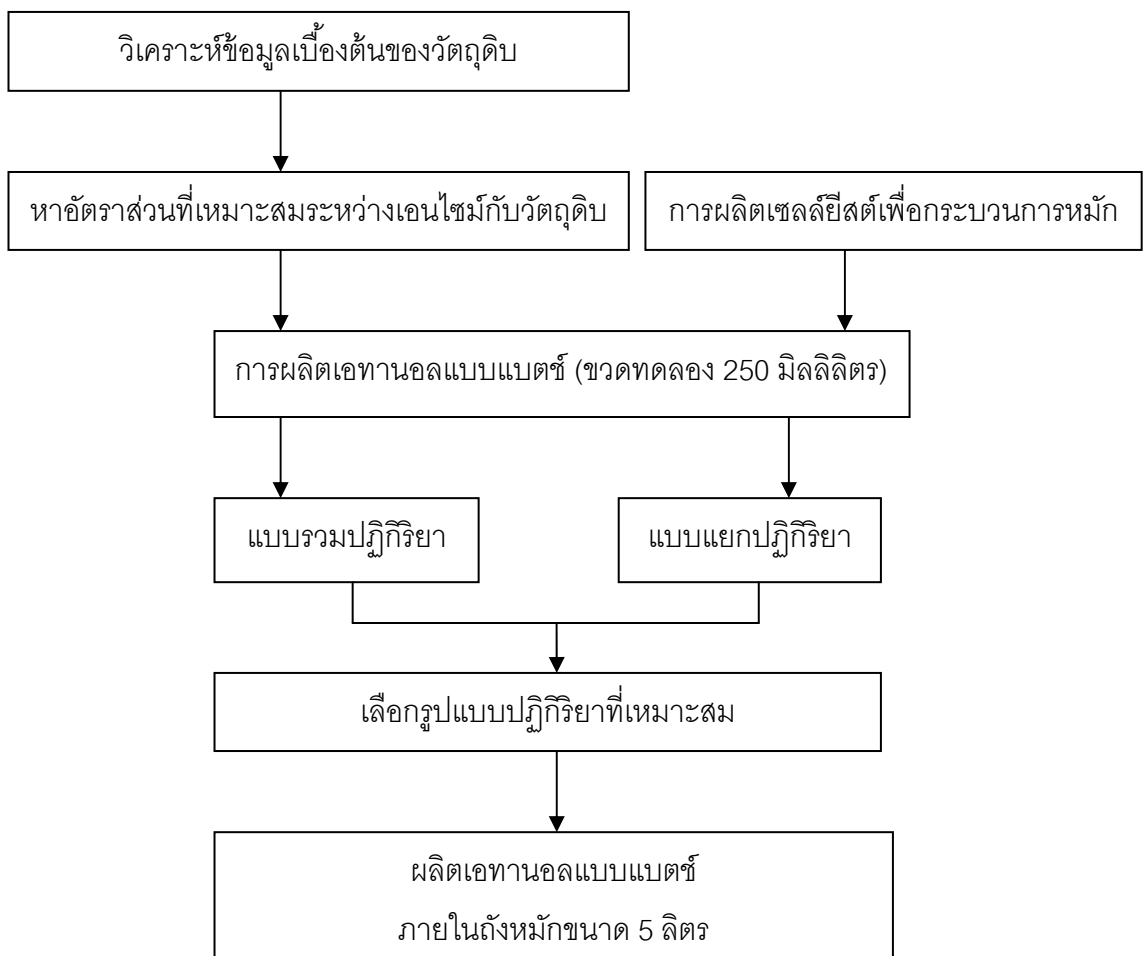 วิเคราะห์ข้อมูลเบื้องต้นของวัตถุดิบ
หาอัตราส่วนที่เหมาะสมระหว่างเอนไซม์กับวัตถุดิบ
การผลิตเซลล์ยีสต์เพื่อกระบวนการหมัก
การผลิตเอทานอลแบบแบตช์ (ขวดทดลอง 250 มิลลิลิตร)
แบบรวมปฏิกิริยา
แบบแยกปฏิกิริยา
เลือกรูปแบบปฏิกิริยาที่เหมาะสม
ผลิตเอทานอลแบบแบตช์
ภายในถังหมักขนาด 5 ลิตร